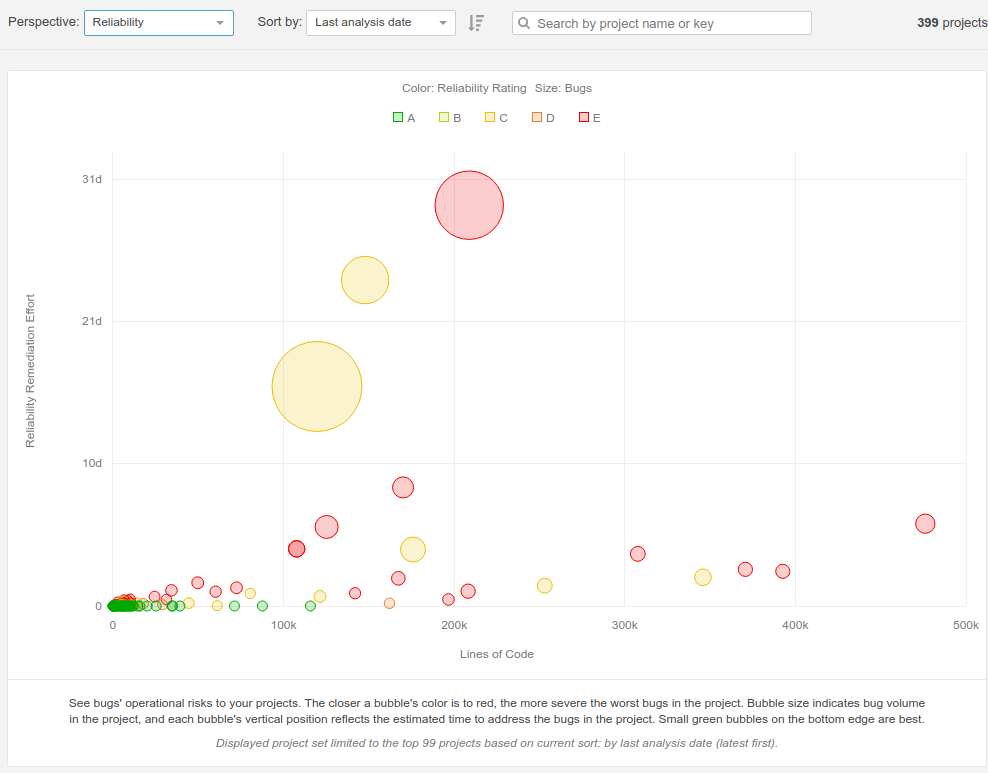 Perspective: Reliability Sort by: Last analysis date Search by project name or key 399 projects
Color: Reliability Rating Size: Bugs
A B C D E
31d
21d
10d
0
Reliability Remediation Effort
0 100k 200k 300k 400k 500k
Lines of Code
See bugs' operational risks to your projects. The closer a bubble's color is to red, the more severe the worst bugs in the project. Bubble size indicates bug volume
in the project, and each bubble's vertical position reflects the estimated time to address the bugs in the project. Small green bubbles on the bottom edge are best.
Displayed project set limited to the top 99 projects based on current sort: by last analysis date (latest first).